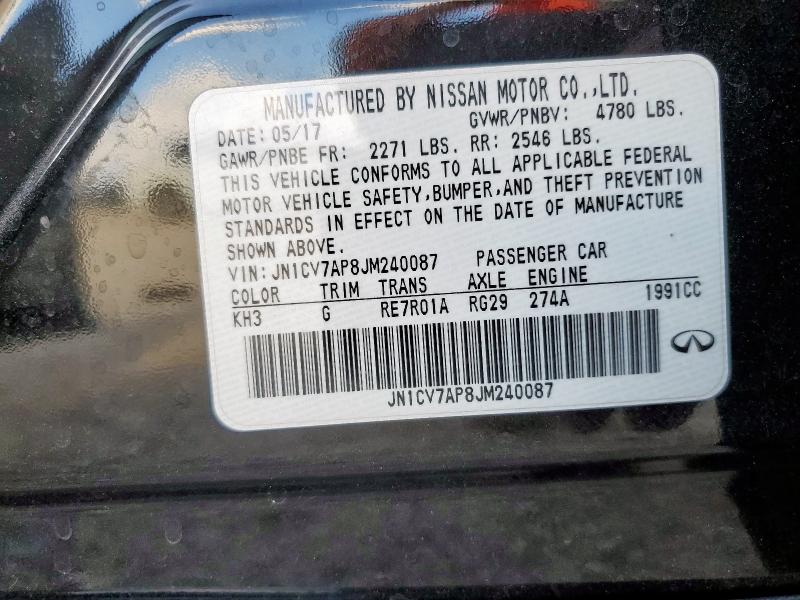 MANUFACTURED BY NISSAN MOTOR CO.,LTD.
DATE: 05/17 GVWR/PNBV: 4780 LBS.
GAWR/PNBE FR: 2271 LBS. RR: 2546 LBS.
THIS VEHICLE CONFORMS TO ALL APPLICABLE FEDERAL
MOTOR VEHICLE SAFETY,BUMPER,AND THEFT PREVENTION
STANDARDS IN EFFECT ON THE DATE OF MANUFACTURE
SHOWN ABOVE.
VIN: JN1CV7AP8JM240087 PASSENGER CAR
COLOR TRIM TRANS AXLE ENGINE
KH3 G RE7R01A RG29 274A 1991CC
JN1CV7AP8JM240087